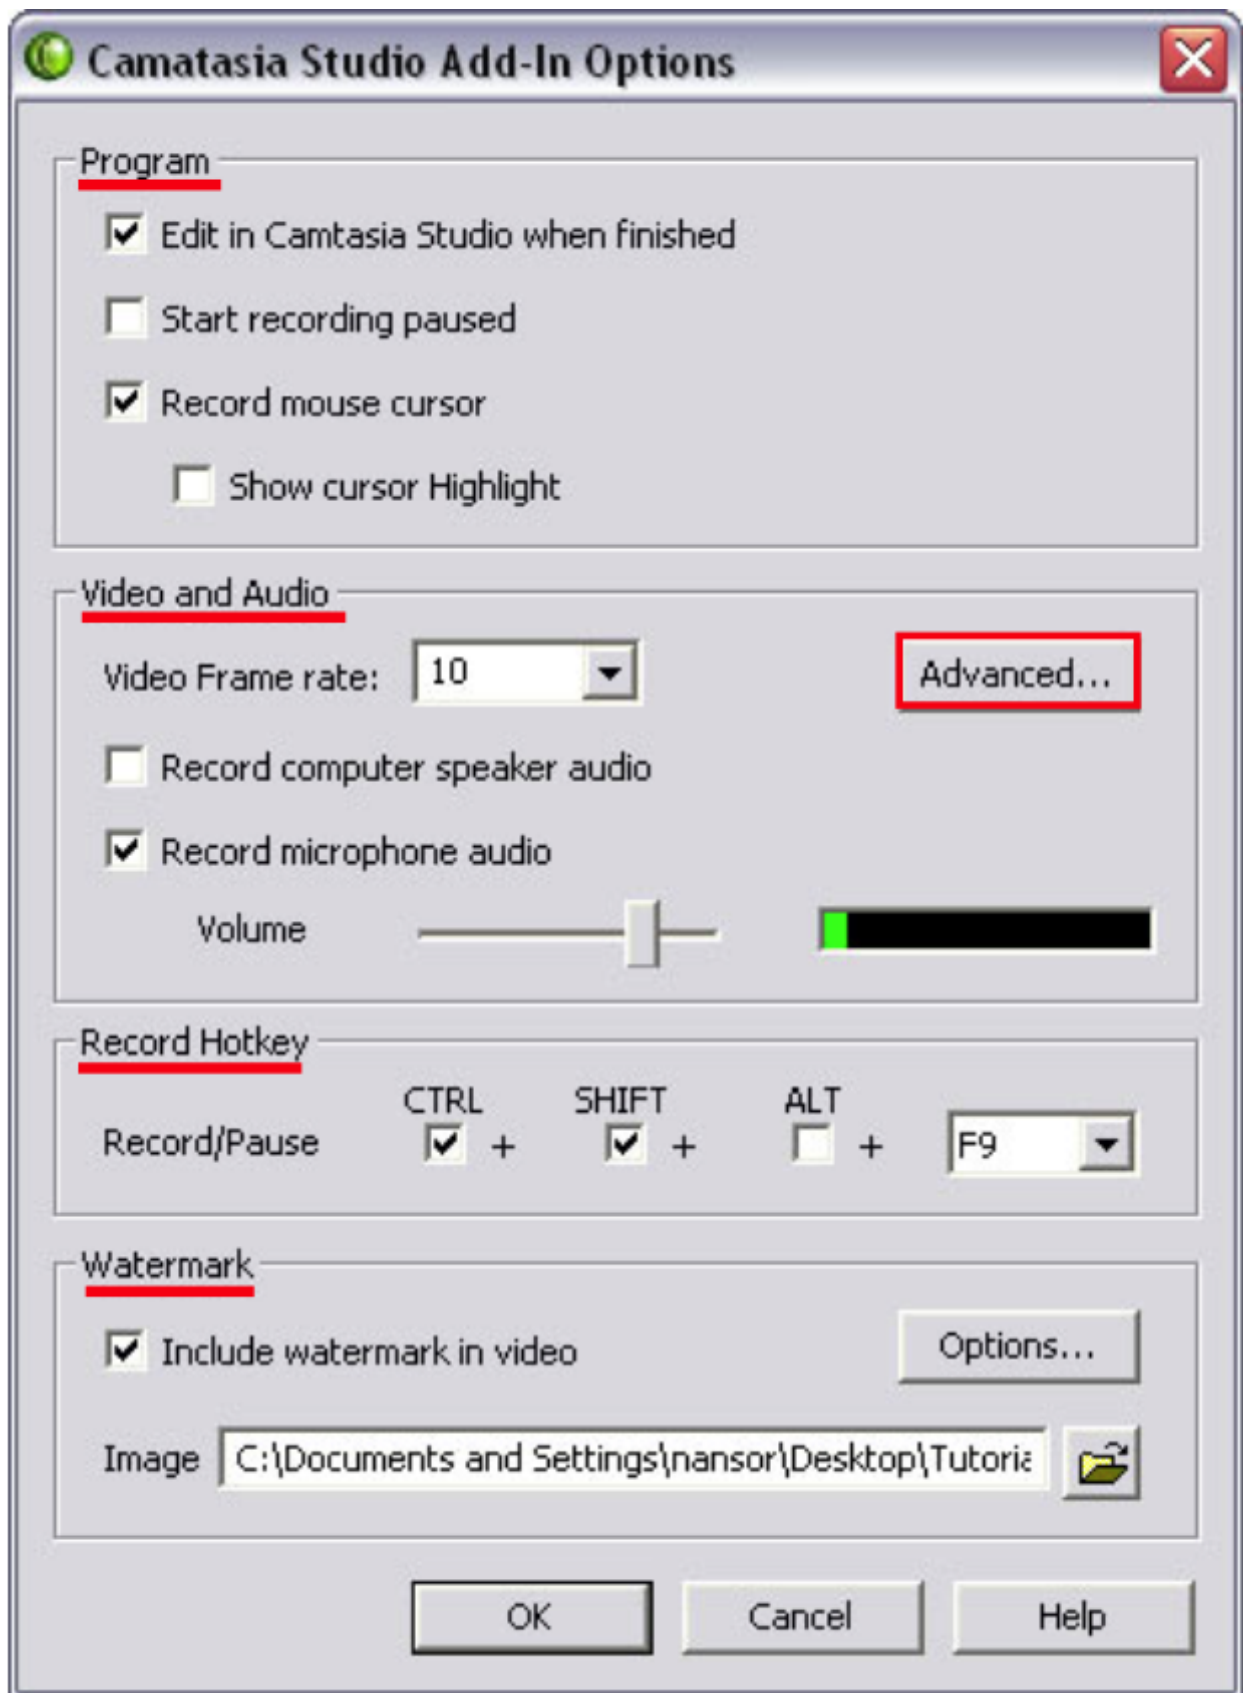 Camatasia Studio Add-In Options
Program
Edit in Camtasia Studio when finished
Start recording paused
Record mouse cursor
Show cursor Highlight
Video and Audio
Video Frame rate: 10 Advanced...
Record computer speaker audio
Record microphone audio
Volume
Record Hotkey
CTRL SHIFT ALT
Record/Pause + + + F9
Watermark
Include watermark in video Options...
Image C:\Documents and Settings\nansor\Desktop\Tutoria
OK Cancel Help